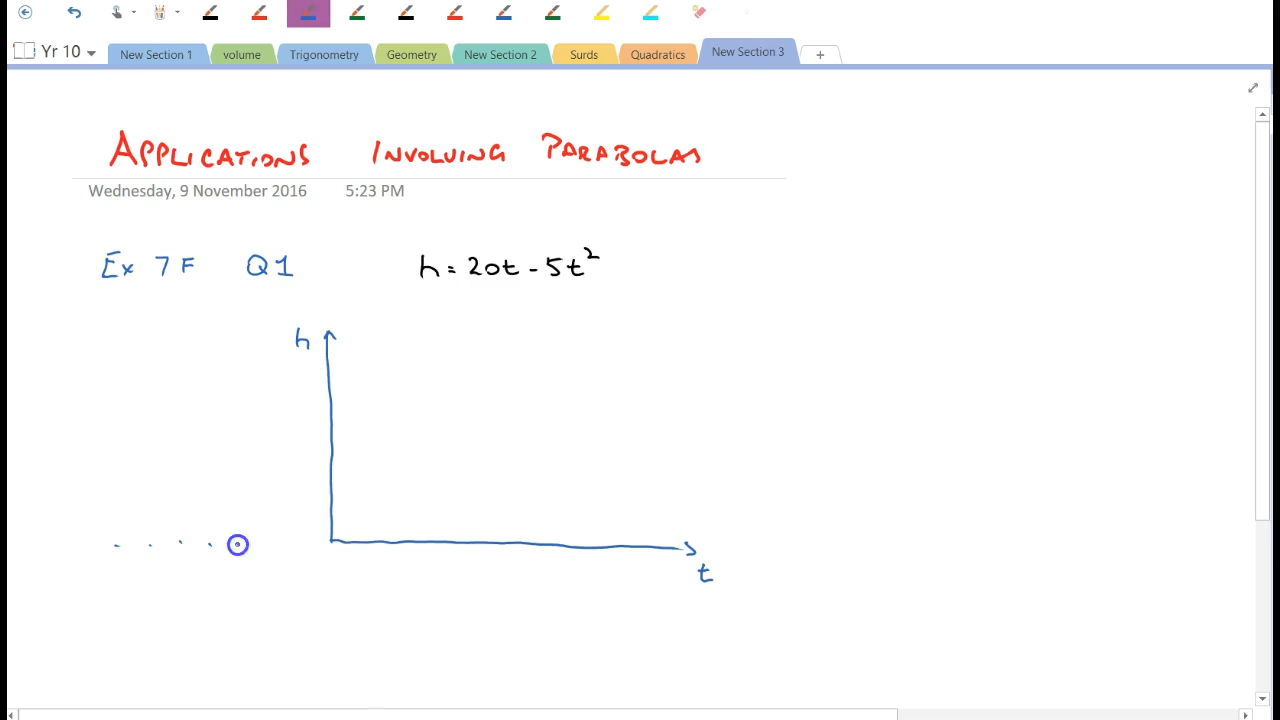 Yr 10 New Section 1 volume Trigonometry Geometry New Section 2 Surds Quadratics New Section 3 +
APPLICATIONS INVOLVING PARABOLAS
Wednesday, 9 November 2016 5:23 PM
Ex 7F Q1 h = 20t - 5t²
h
t